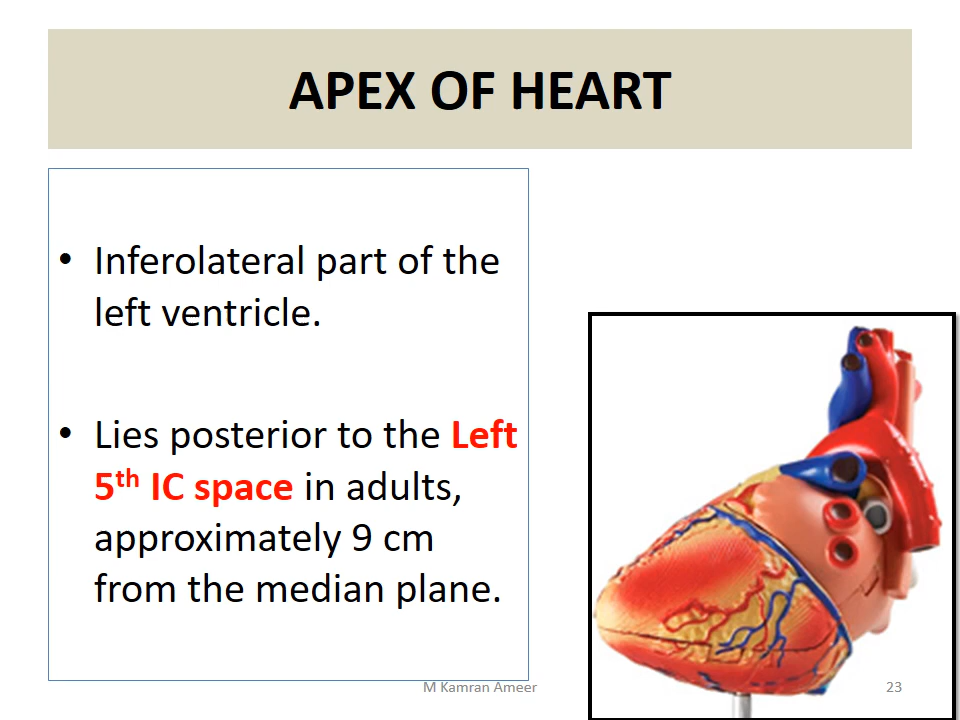 APEX OF HEART
• Inferolateral part of the
left ventricle.
• Lies posterior to the Left
5th IC space in adults,
approximately 9 cm
from the median plane.
M Kamran Ameer
23